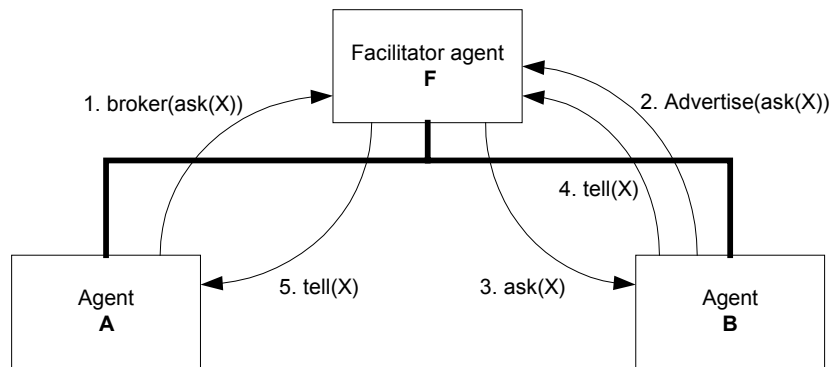 Facilitator agent
F
1. broker(ask(X))
2. Advertise(ask(X))
4. tell(X)
5. tell(X)
3. ask(X)
Agent
A
Agent
B